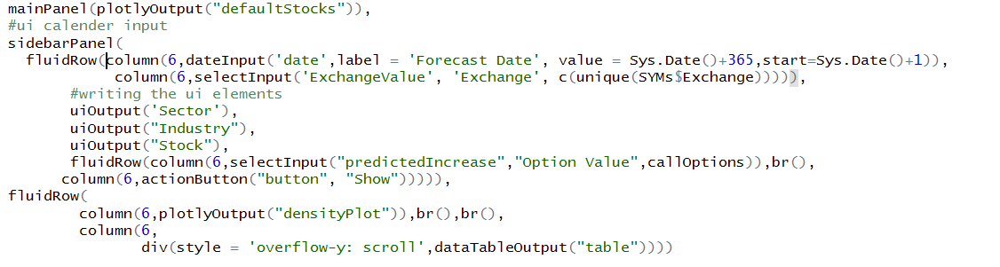 mainPanel(plotlyOutput("defaultStocks")),
#ui calender input
sidebarPanel(
fluidRow(column(6,dateInput('date',label = 'Forecast Date', value = Sys.Date()+365,start=Sys.Date()+1)),
column(6,selectInput('ExchangeValue', 'Exchange', c(unique(SYMs$Exchange))))),
#writing the ui elements
uiOutput('Sector'),
uiOutput("Industry"),
uiOutput("Stock"),
fluidRow(column(6,selectInput("predictedIncrease","Option Value",callOptions)),br(),
column(6,actionButton("button", "Show"))))),
fluidRow(
column(6,plotlyOutput("densityPlot")),br(),br(),
column(6,
div(style = 'overflow-y: scroll',dataTableOutput("table"))))